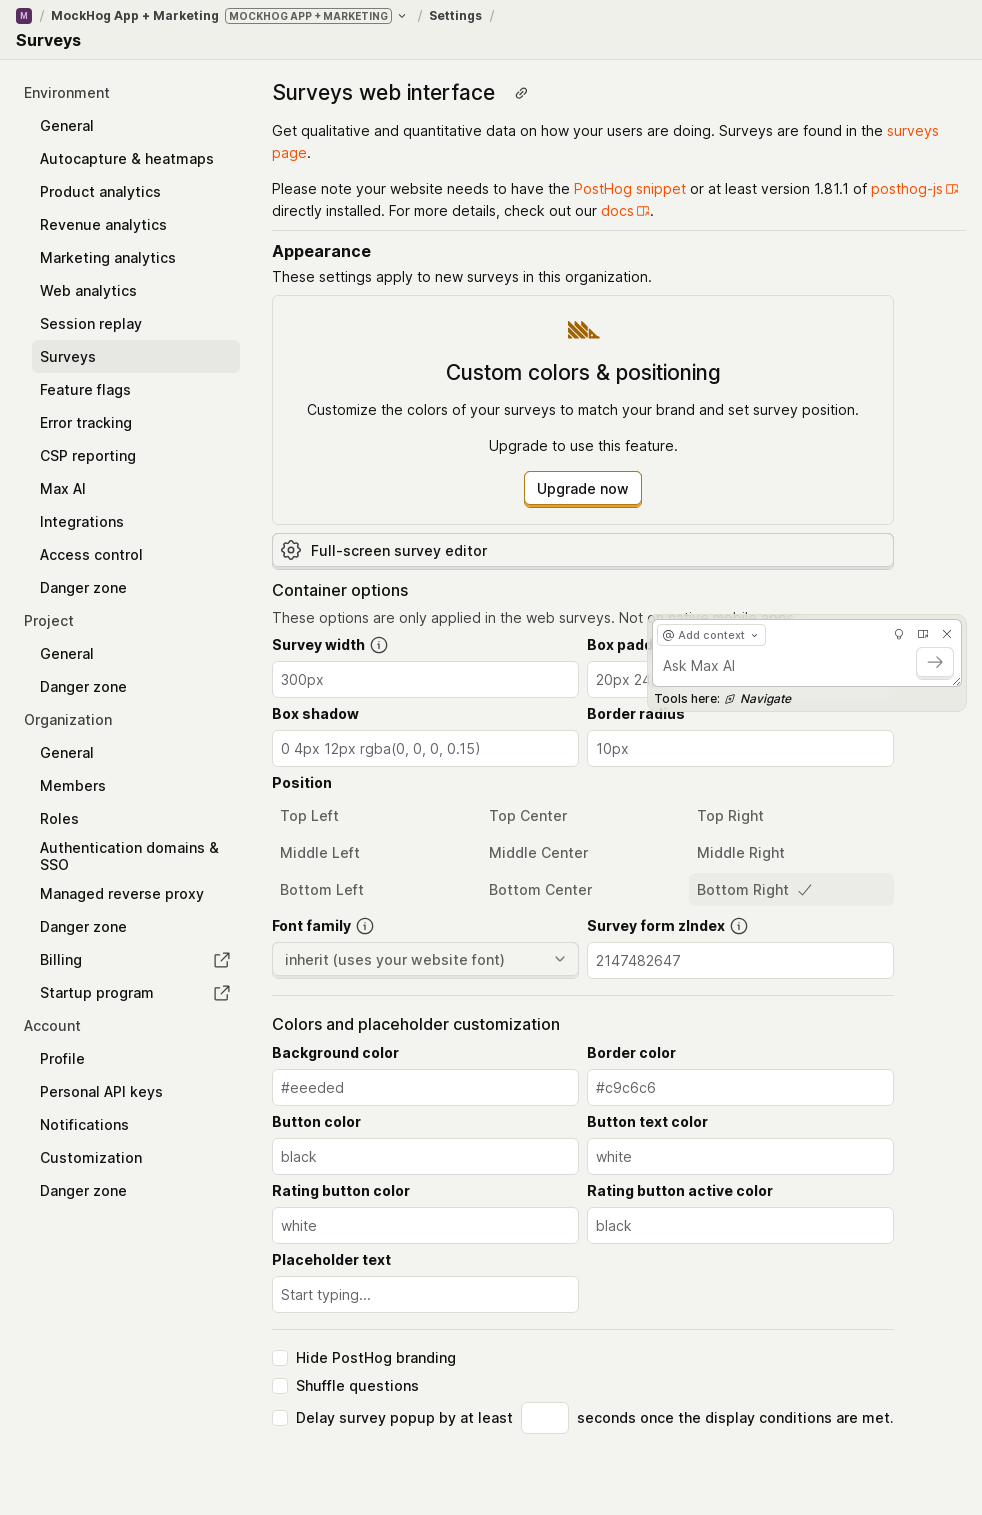 M / MockHog App + Marketing MOCKHOG APP + MARKETING / Settings /
Surveys
Environment
General
Autocapture & heatmaps
Product analytics
Revenue analytics
Marketing analytics
Web analytics
Session replay
Surveys
Feature flags
Error tracking
CSP reporting
Max AI
Integrations
Access control
Danger zone
Project
General
Danger zone
Organization
General
Members
Roles
Authentication domains &
SSO
Managed reverse proxy
Danger zone
Billing
Startup program
Account
Profile
Personal API keys
Notifications
Customization
Danger zone
Surveys web interface
Get qualitative and quantitative data on how your users are doing. Surveys are found in the surveys
page.
Please note your website needs to have the PostHog snippet or at least version 1.81.1 of posthog-js
directly installed. For more details, check out our docs.
Appearance
These settings apply to new surveys in this organization.
Custom colors & positioning
Customize the colors of your surveys to match your brand and set survey position.
Upgrade to use this feature.
Upgrade now
Full-screen survey editor
Container options
These options are only applied in the web surveys. Not on native mobile apps.
Survey width
300px
Box padd
20px 24
Box shadow
0 4px 12px rgba(0, 0, 0, 0.15)
Border radius
10px
@ Add context
Ask Max AI
Tools here: Navigate
Position
Top Left Top Center Top Right
Middle Left Middle Center Middle Right
Bottom Left Bottom Center Bottom Right
Font family
inherit (uses your website font)
Survey form zIndex
2147482647
Colors and placeholder customization
Background color
#eeeded
Border color
#c9c6c6
Button color
black
Button text color
white
Rating button color
white
Rating button active color
black
Placeholder text
Start typing...
Hide PostHog branding
Shuffle questions
Delay survey popup by at least seconds once the display conditions are met.